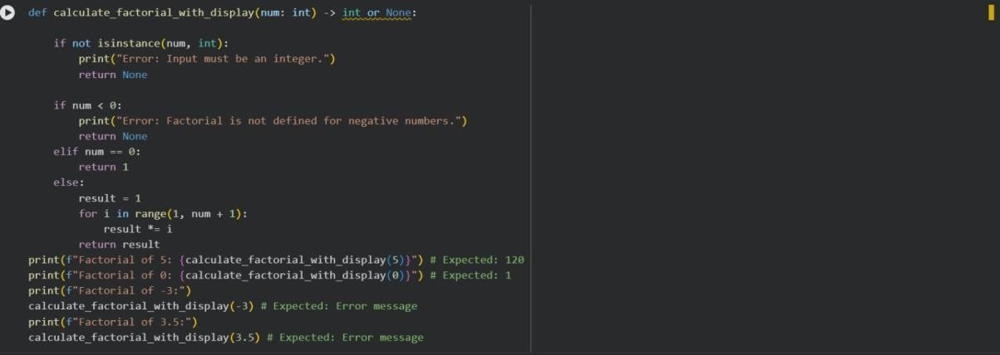 def calculate_factorial_with_display(num: int) -> int or None:
    if not isinstance(num, int):
        print("Error: Input must be an integer.")
        return None
    if num < 0:
        print("Error: Factorial is not defined for negative numbers.")
        return None
    elif num == 0:
        return 1
    else:
        result = 1
        for i in range(1, num + 1):
            result *= i
        return result
print(f"Factorial of 5: {calculate_factorial_with_display(5)}") # Expected: 120
print(f"Factorial of 0: {calculate_factorial_with_display(0)}") # Expected: 1
print(f"Factorial of -3:")
calculate_factorial_with_display(-3) # Expected: Error message
print(f"Factorial of 3.5:")
calculate_factorial_with_display(3.5) # Expected: Error message